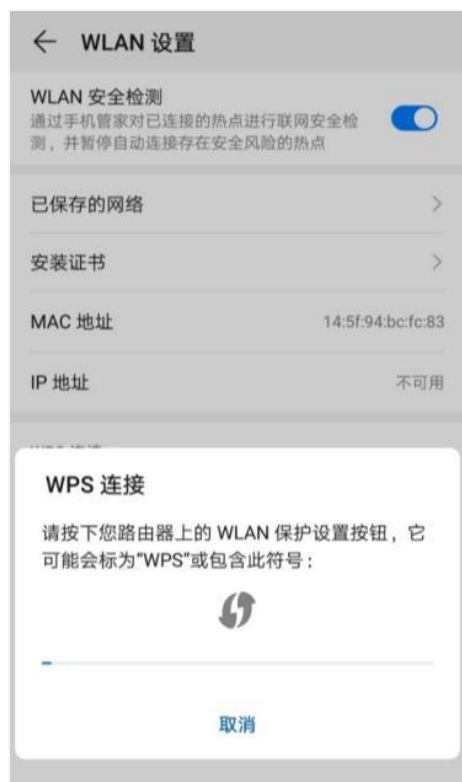 WLAN 设置
WLAN 安全检测
通过手机管家对已连接的热点进行联网安全检
测，并暂停自动连接存在安全风险的热点
已保存的网络
安装证书
MAC 地址 14:5f:94:bc:fc:83
IP 地址 不可用
WPS 连接
请按下您路由器上的 WLAN 保护设置按钮，它
可能会标为"WPS"或包含此符号：
取消